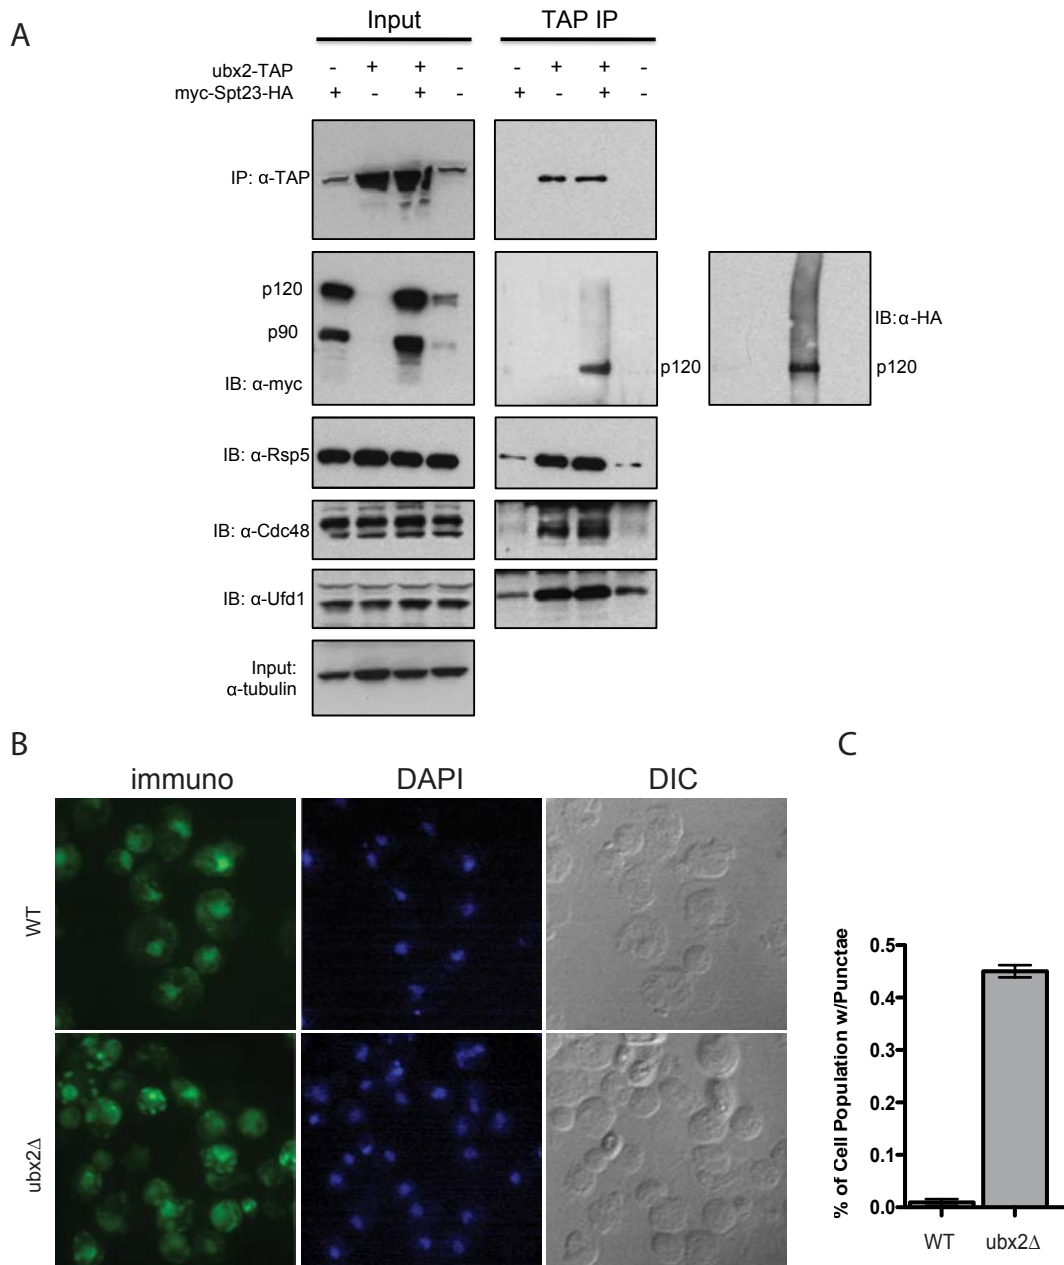 A
Input
TAP IP
ubx2-TAP - + + - - + + -
myc-Spt23-HA + - + - + - + -
IP: α-TAP
p120
p90
IB: α-myc
p120
IB:α-HA
p120
IB: α-Rsp5
IB: α-Cdc48
IB: α-Ufd1
Input:
α-tubulin
B
immuno
DAPI
DIC
WT
ubx2Δ
C
% of Cell Population w/Punctae
0.5
0.4
0.3
0.2
0.1
0.0
WT
ubx2Δ